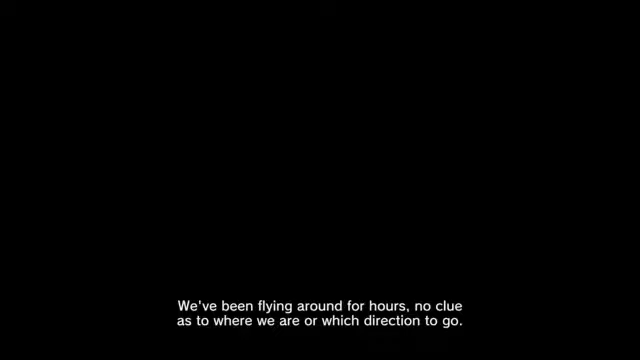 We've been flying around for hours, no clue
as to where we are or which direction to go.